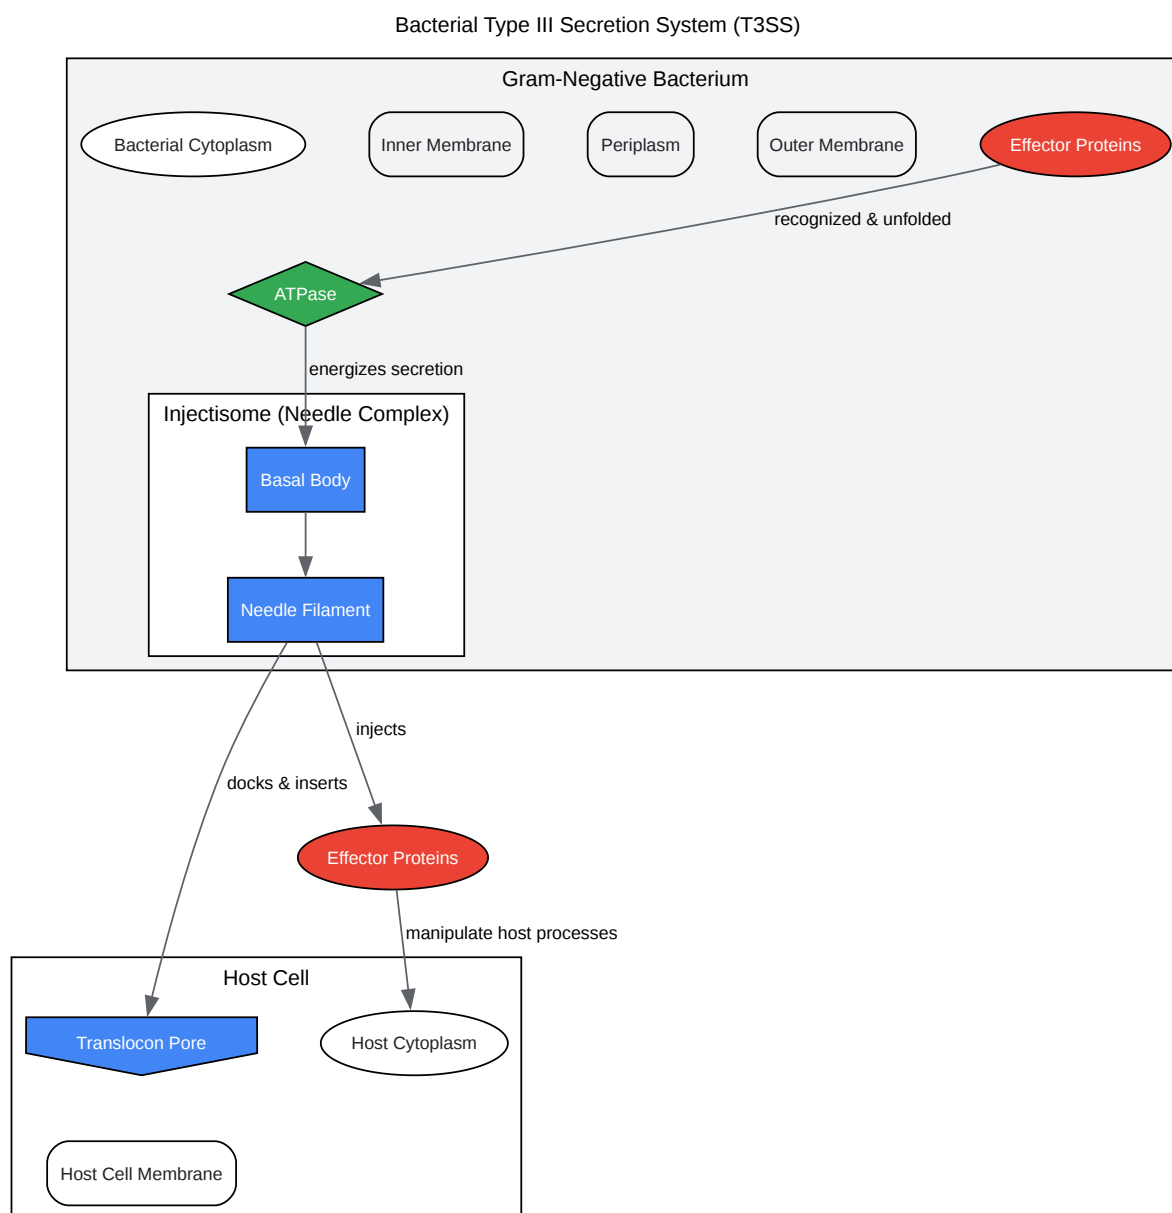 Bacterial Type III Secretion System (T3SS)
Gram-Negative Bacterium
Bacterial Cytoplasm
Inner Membrane
Periplasm
Outer Membrane
Effector Proteins
recognized & unfolded
ATPase
energizes secretion
Injectisome (Needle Complex)
Basal Body
Needle Filament
injects
docks & inserts
Effector Proteins
manipulate host processes
Host Cell
Translocon Pore
Host Cytoplasm
Host Cell Membrane